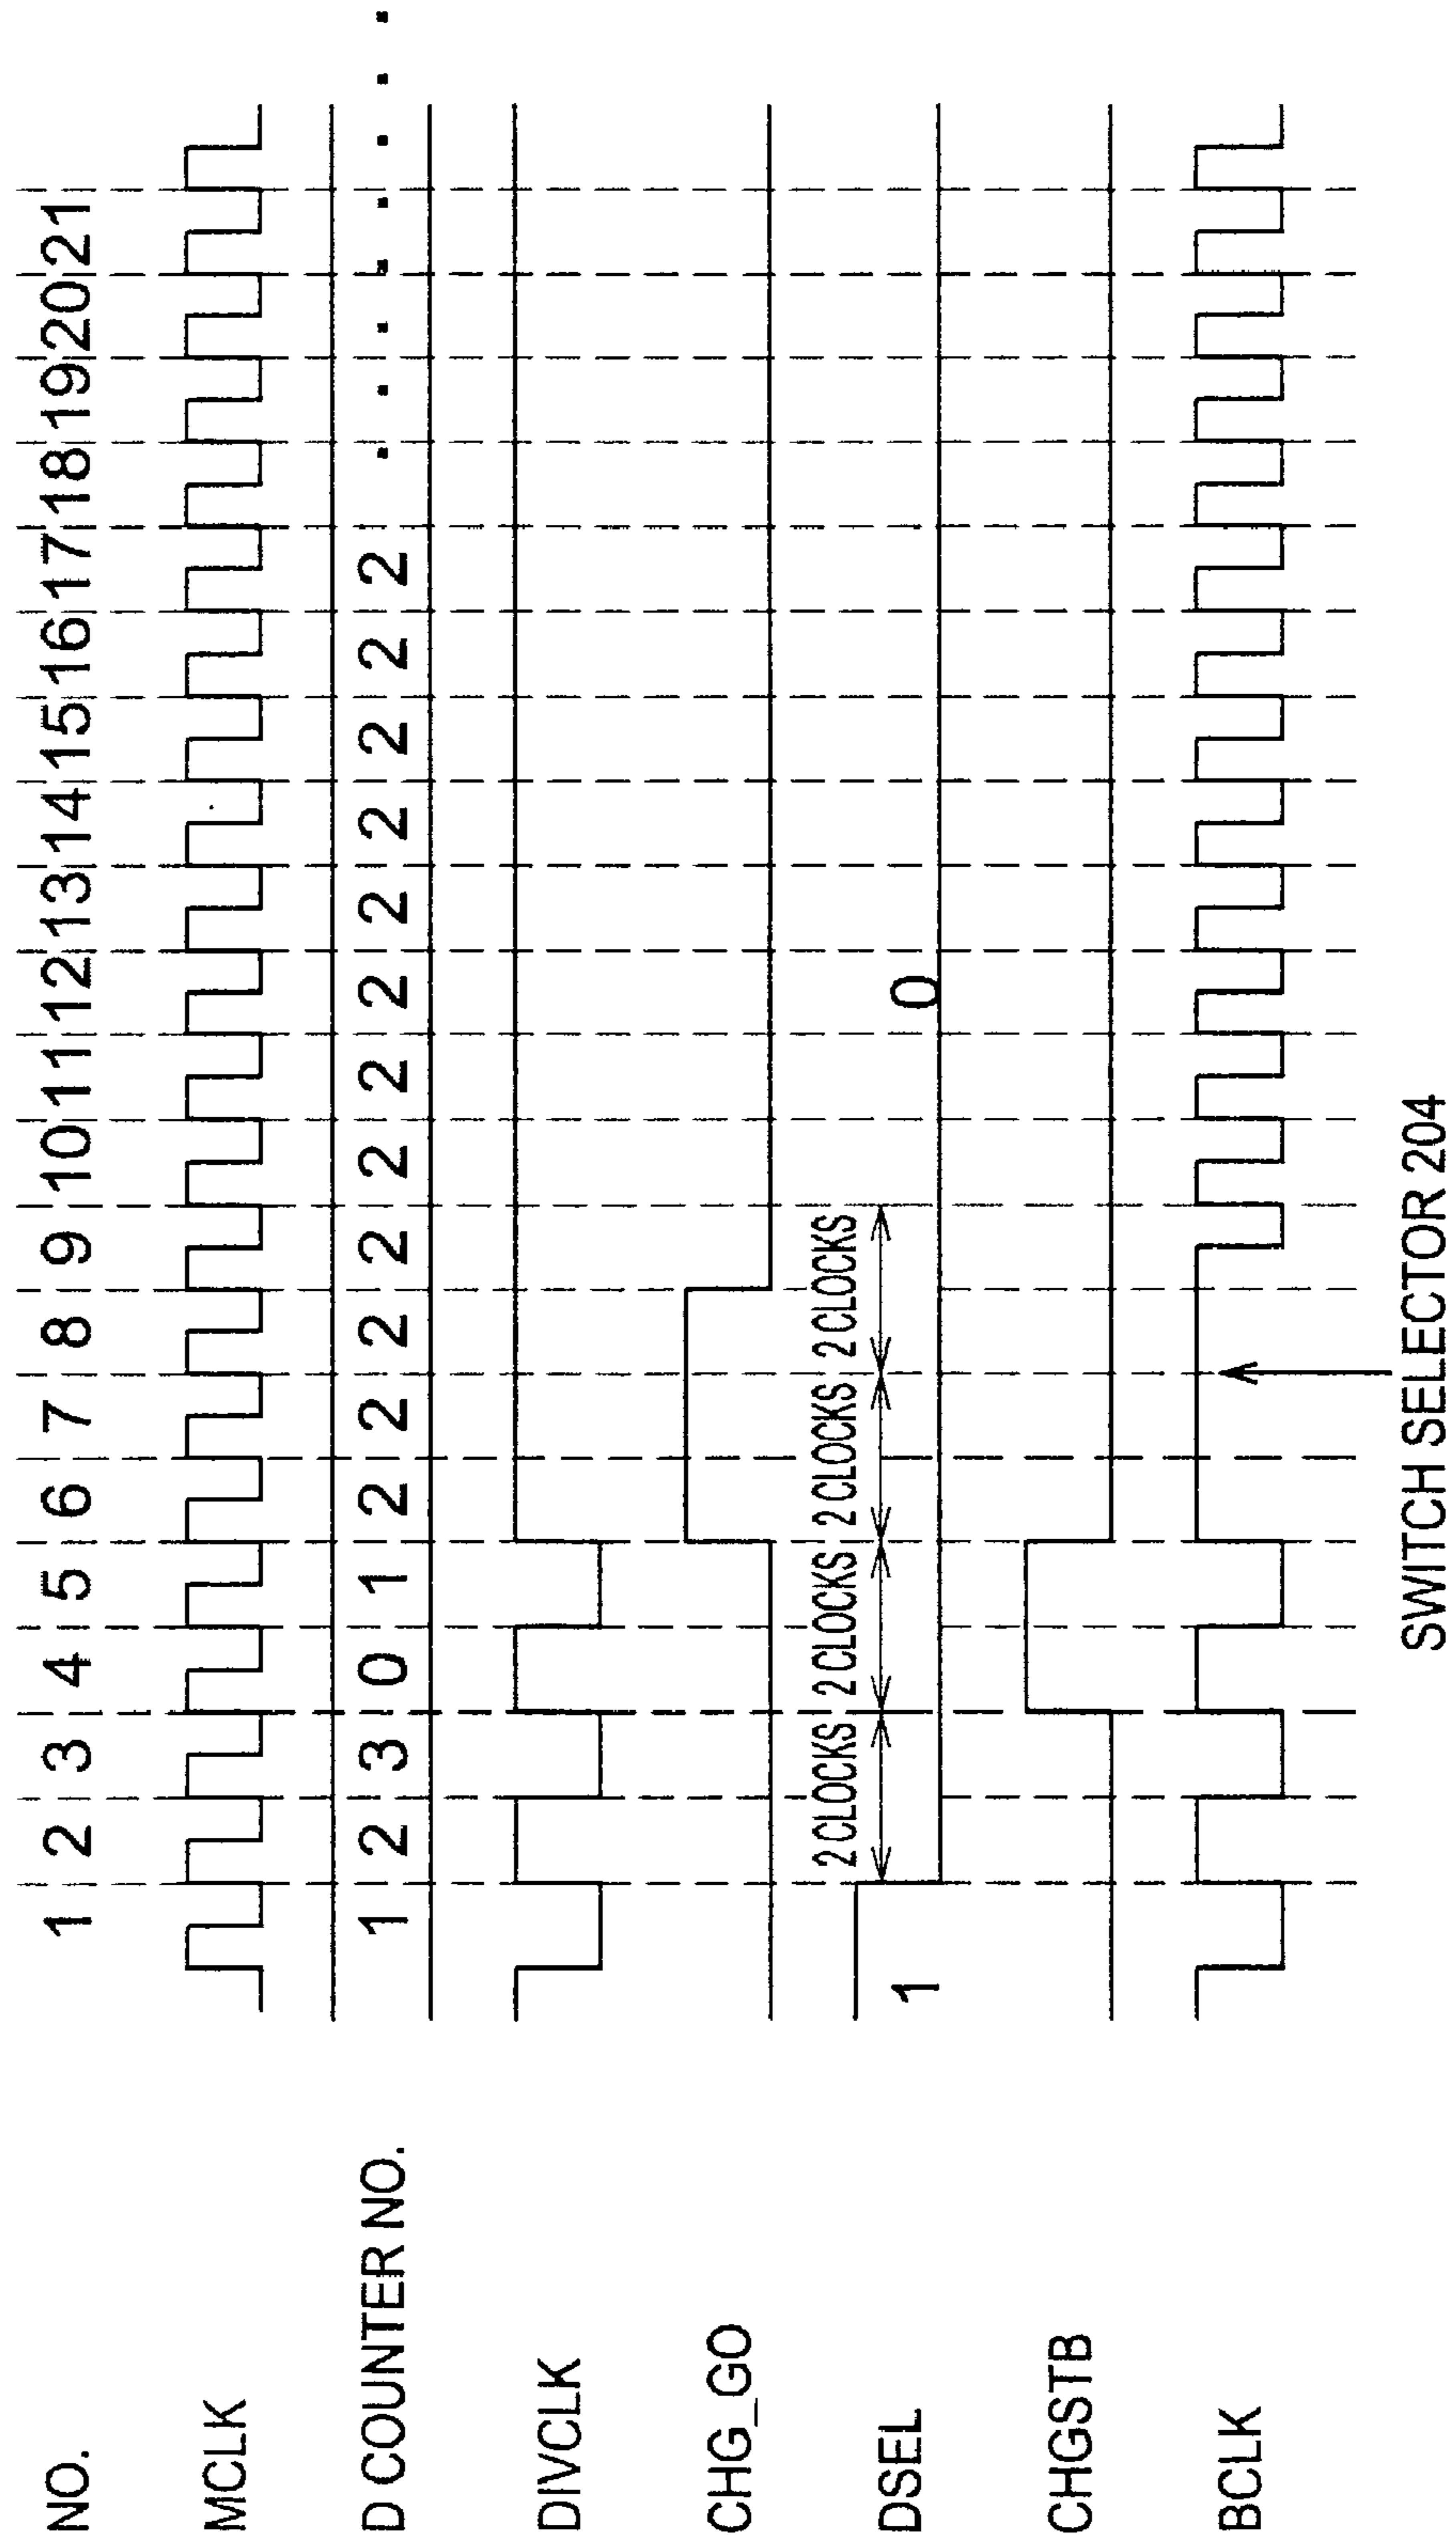 NO. 1 2 3 4 5 6 7 8 9 10 11 12 13 14 15 16 17 18 19 20 21
MCLK
D COUNTER NO. 1 2 3 0 1 2 2 2 2 2 2 2 2 2 2 2 2 . . . . . . . .
DIVCLK
CHG_GO
2 CLOCKS 2 CLOCKS 2 CLOCKS 2 CLOCKS
DSEL 1 0
CHGSTB
BCLK
SWITCH SELECTOR 204